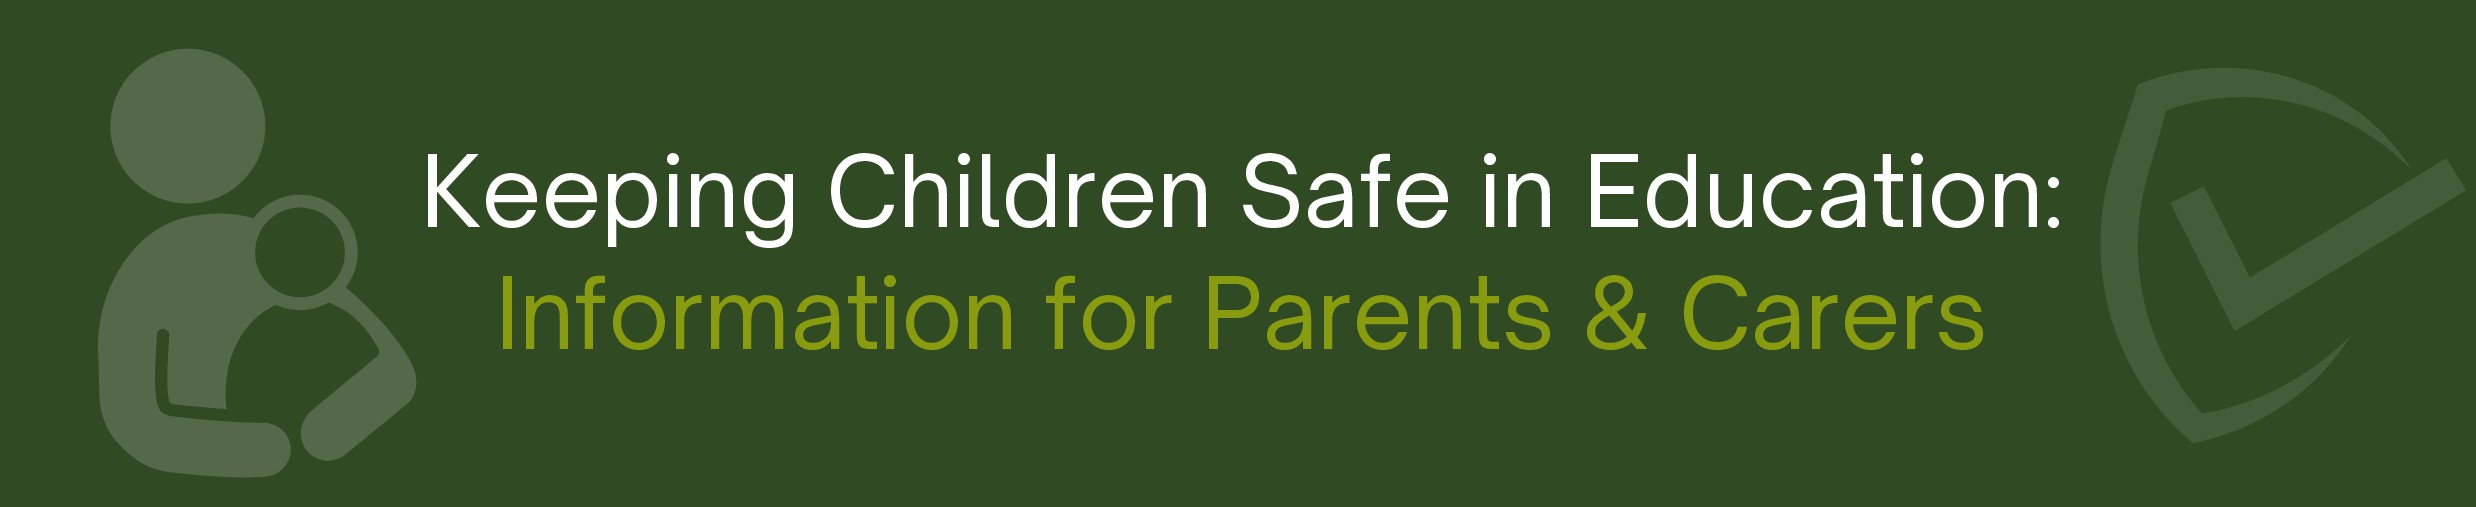 Keeping Children Safe in Education:
Information for Parents & Carers